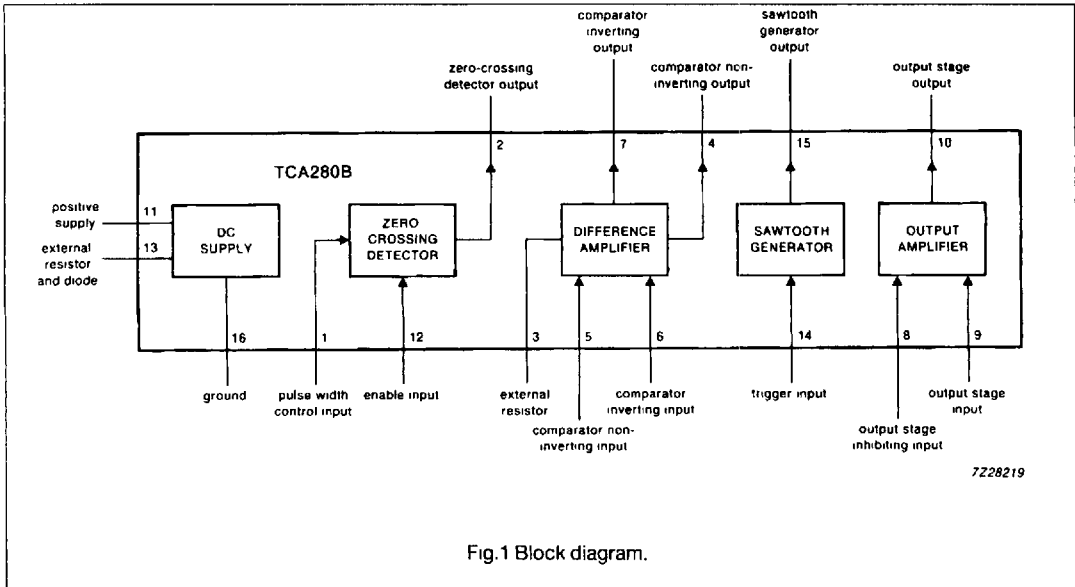 comparator
inverting
output
sawtooth
generator
output
zero-crossing
detector output
comparator non-
inverting output
output stage
output
2
7
4
15
10
TCA280B
positive
supply
11
external
resistor
and diode
13
DC
SUPPLY
ZERO
CROSSING
DETECTOR
DIFFERENCE
AMPLIFIER
SAWTOOTH
GENERATOR
OUTPUT
AMPLIFIER
16
1
12
3
5
6
14
8
9
ground
pulse width
control input
enable input
external
resistor
comparator non-
inverting input
comparator
inverting input
trigger input
output stage
inhibiting input
output stage
input
7Z28219
Fig.1 Block diagram.